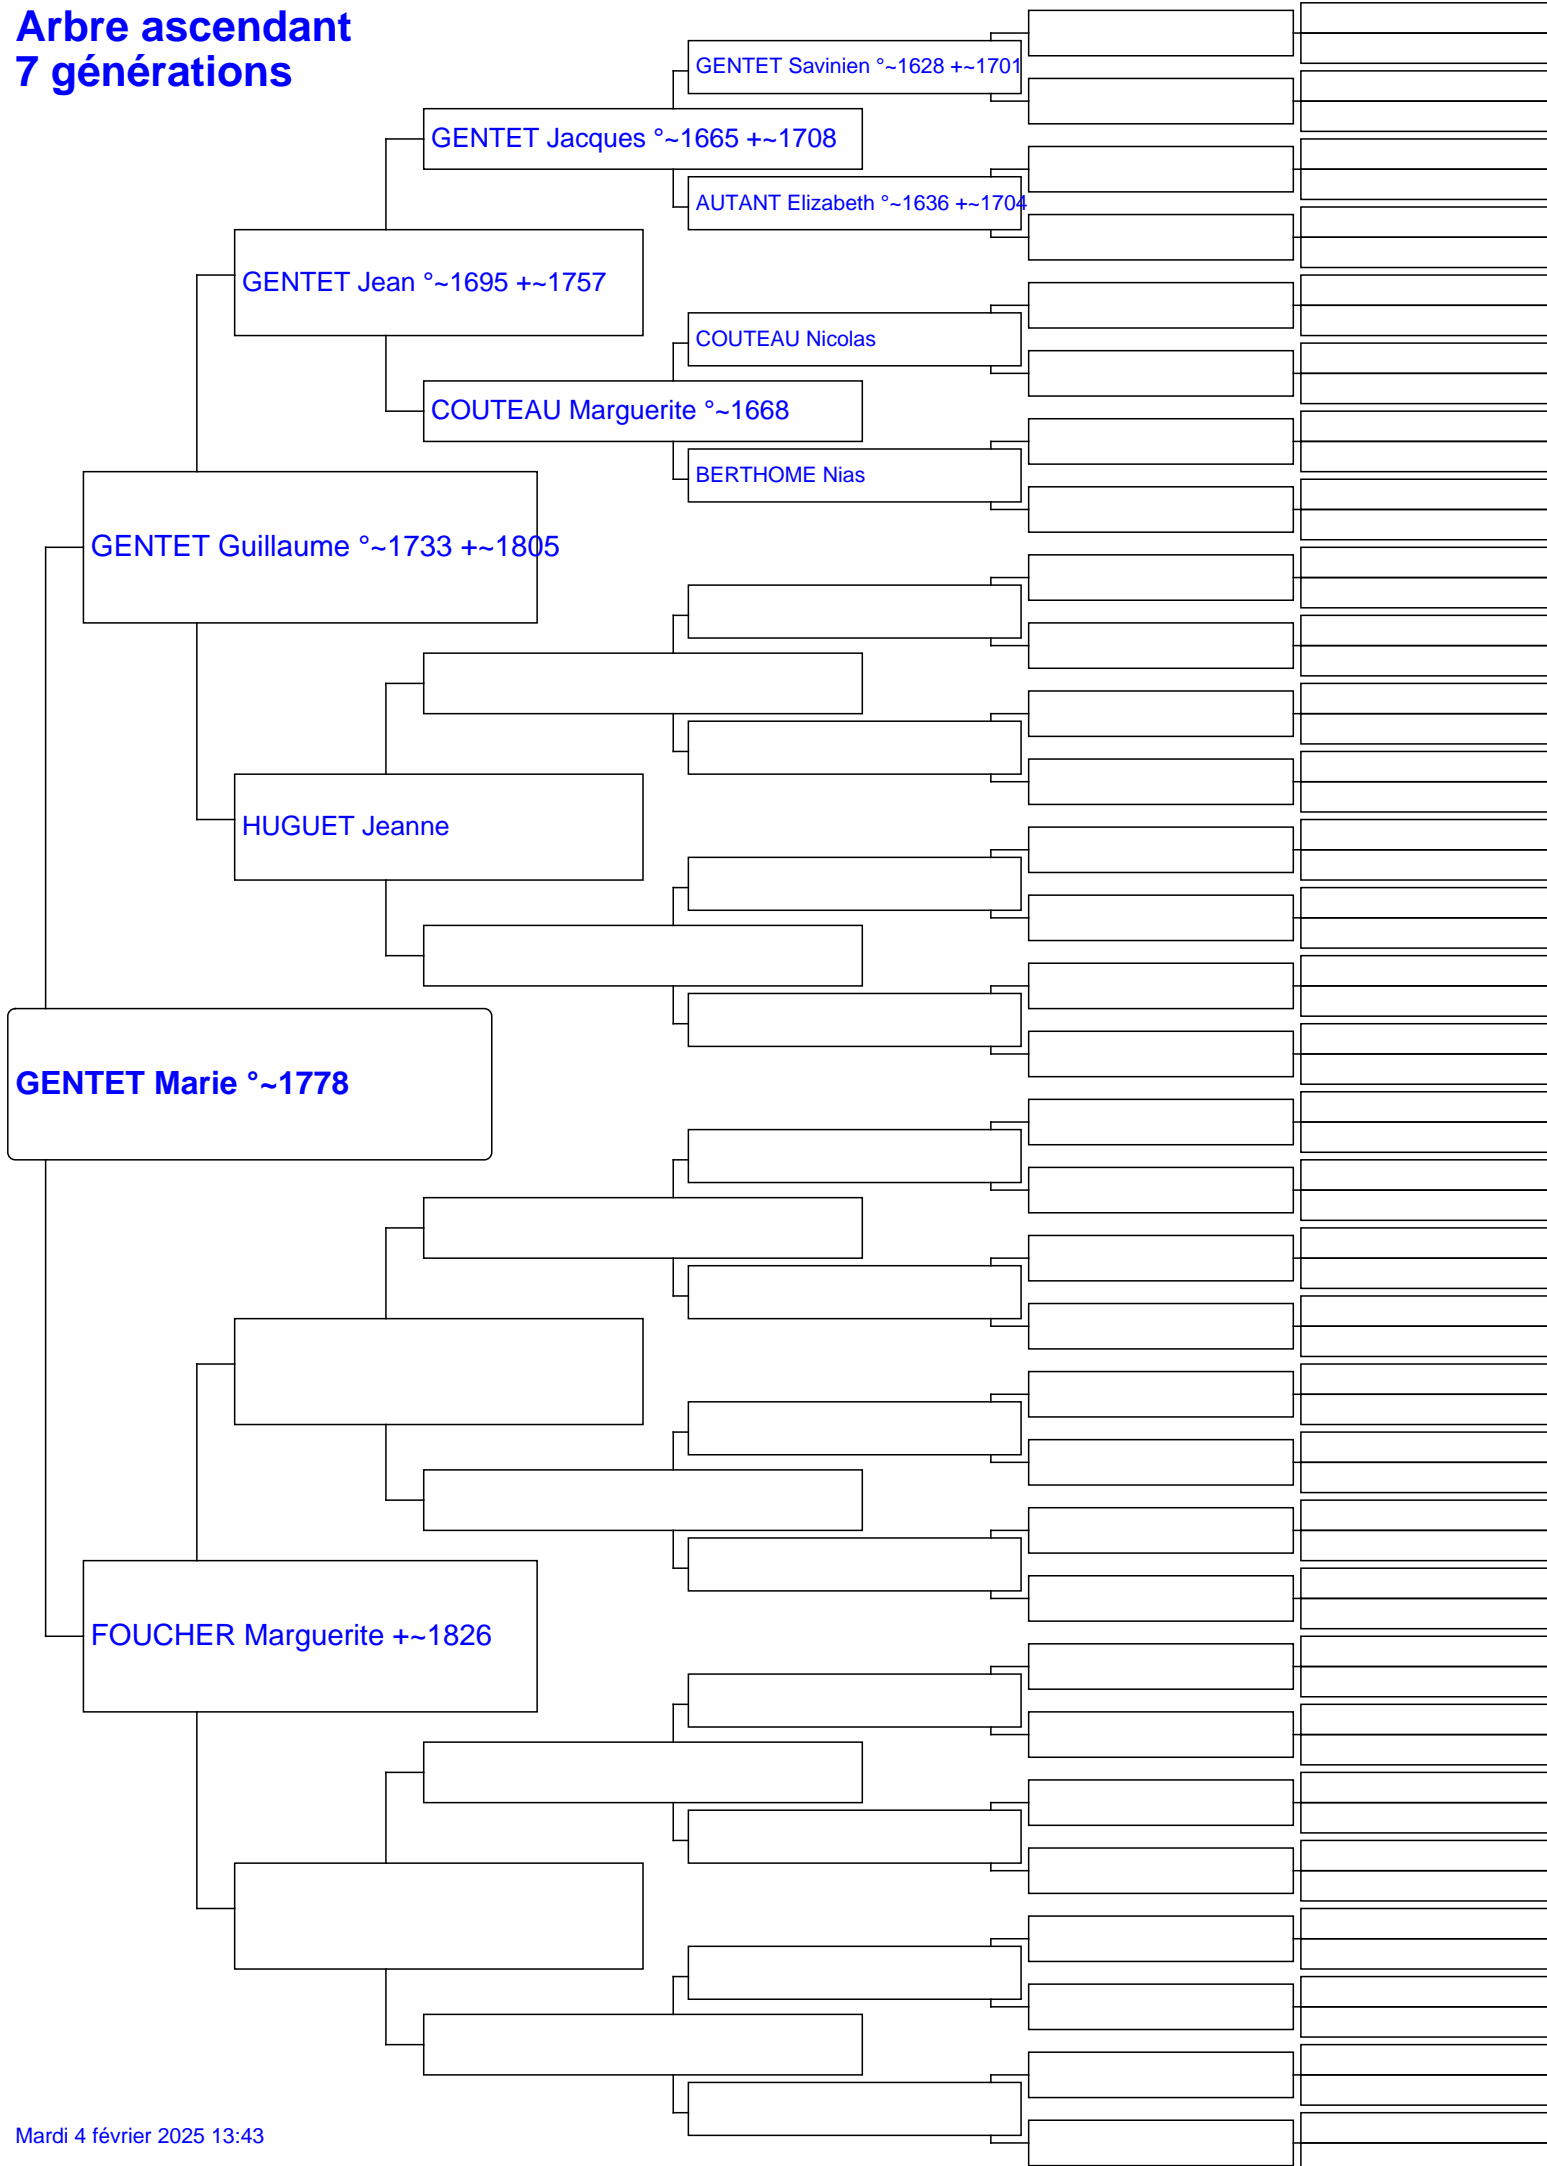 Arbre ascendant
7 générations
GENTET Savinien °~1628 +~1701
GENTET Jacques °~1665 +~1708
AUTANT Elizabeth °~1636 +~1704
GENTET Jean °~1695 +~1757
COUTEAU Nicolas
COUTEAU Marguerite °~1668
BERTHOME Nias
GENTET Guillaume °~1733 +~1805
HUGUET Jeanne
GENTET Marie °~1778
FOUCHER Marguerite +~1826
Mardi 4 février 2025 13:43